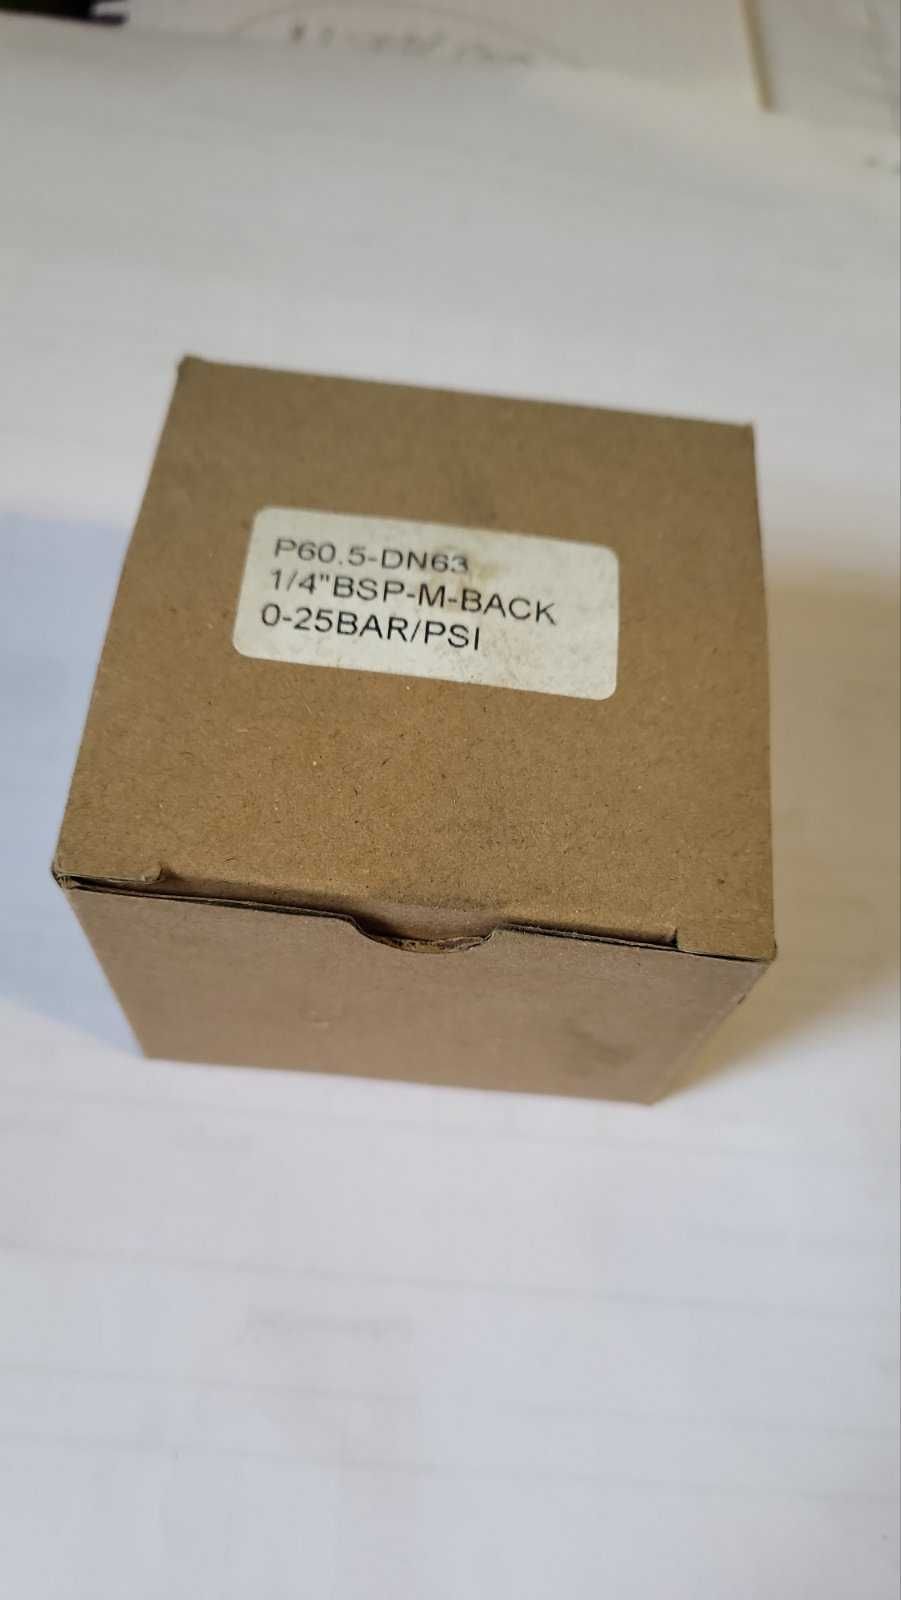 P60.5-DN63
1/4"BSP-M-BACK
0-25BAR/PSI